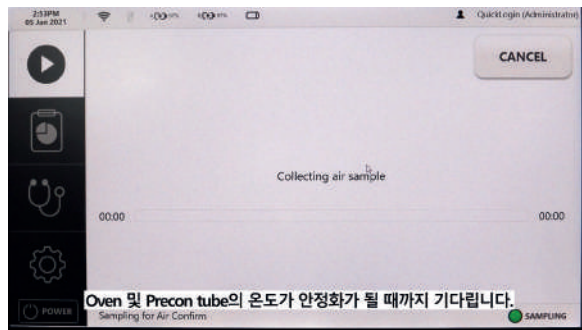 2:13PM
05 Jan 2021
QuickLogin (Administrator)
CANCEL
Collecting air sample
00:00
00:00
Oven 및 Precon tube의 온도가 안정화가 될 때까지 기다립니다.
POWER
Sampling for Air Confirm
SAMPLING